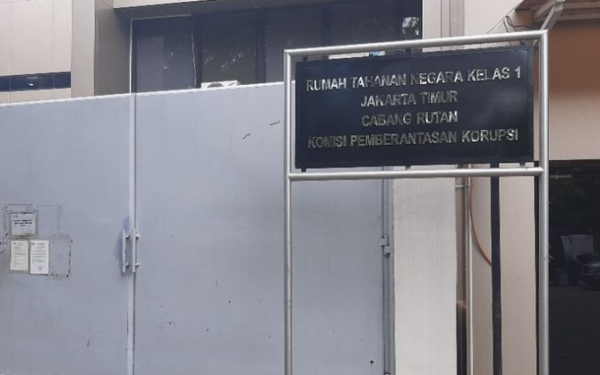 RUMAH TAHANAN NEGARA KELAS 1
JAKARTA TIMUR
CABANG RUTAN
KOMISI PEMBERANTASAN KORUPSI